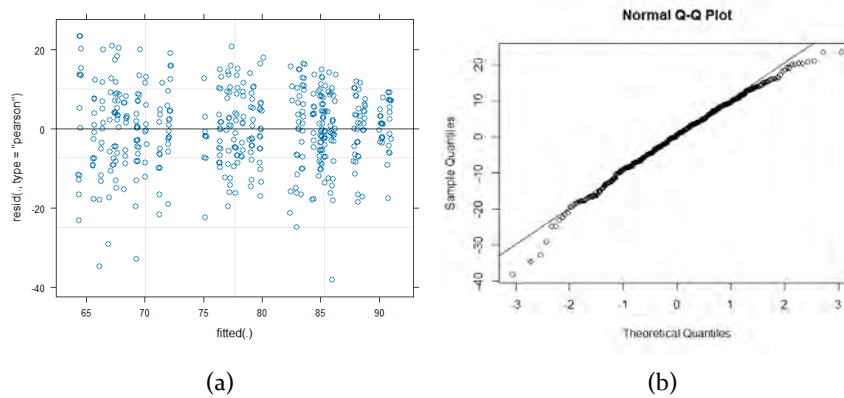 20
0
-20
-40
resid(., type = "pearson")
65 70 75 80 85 90
fitted(.)
(a)
Normal Q-Q Plot
20
10
0
-10
-20
-30
-40
Sample Quantiles
-3 -2 -1 0 1 2 3
Theoretical Quantiles
(b)